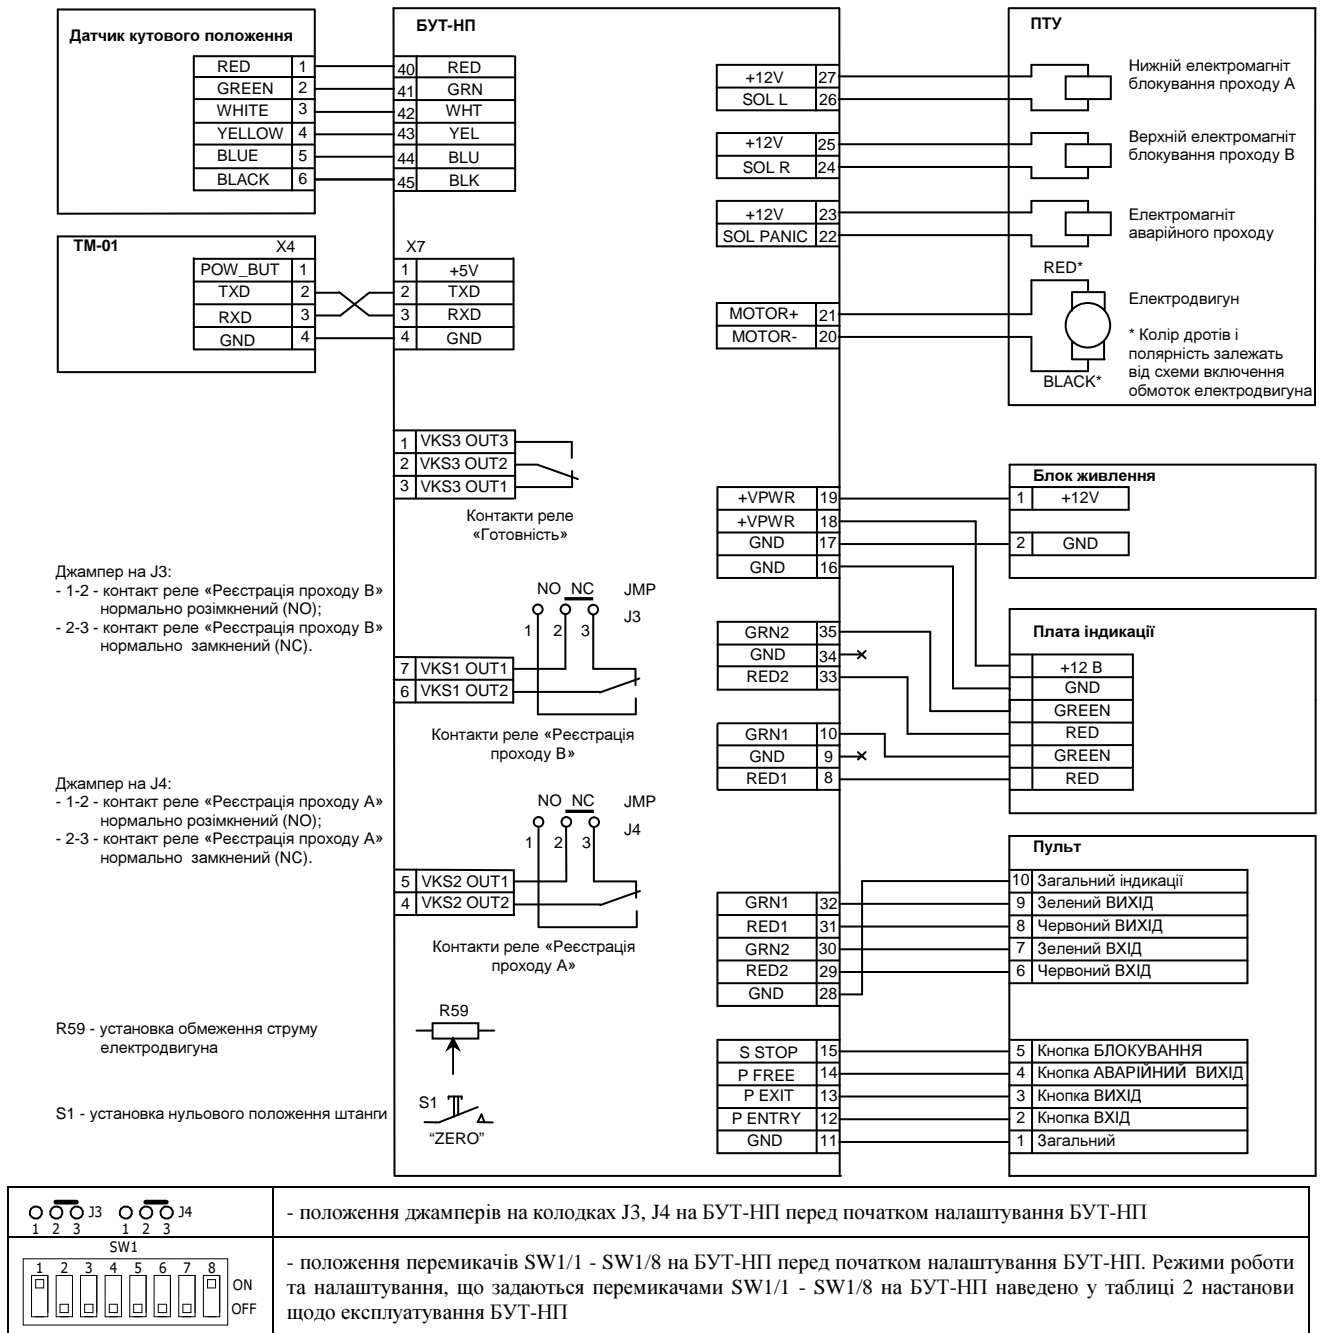 Датчик кутового положення
RED 1
GREEN 2
WHITE 3
YELLOW 4
BLUE 5
BLACK 6
БУТ-НП
40 RED
41 GRN
42 WHT
43 YEL
44 BLU
45 BLK
ТМ-01
X4
POW_BUT 1
TXD 2
RXD 3
GND 4
X7
1 +5V
2 TXD
3 RXD
4 GND
+12V 27
SOL L 26
+12V 25
SOL R 24
+12V 23
SOL PANIC 22
MOTOR+ 21
MOTOR- 20
ПТУ
Нижній електромагніт
блокування проходу А
Верхній електромагніт
блокування проходу В
Електромагніт
аварійного проходу
RED*
Електродвигун
* Колір дротів і
полярність залежать
від схеми включення
обмоток електродвигуна
BLACK*
1 VKS3 OUT3
2 VKS3 OUT2
3 VKS3 OUT1
Контакти реле
«Готовність»
+VPWR 19
+VPWR 18
GND 17
GND 16
Блок живлення
1 +12V
2 GND
Джампер на J3:
- 1-2 - контакт реле «Реєстрація проходу В»
нормально розімкнений (NO);
- 2-3 - контакт реле «Реєстрація проходу В»
нормально замкнений (NC).
NO NC JMP
J3
1 2 3
7 VKS1 OUT1
6 VKS1 OUT2
Контакти реле «Реєстрація
проходу В»
GRN2 35
GND 34
RED2 33
GRN1 10
GND 9
RED1 8
Плата індикації
+12 В
GND
GREEN
RED
GREEN
RED
Джампер на J4:
- 1-2 - контакт реле «Реєстрація проходу А»
нормально розімкнений (NO);
- 2-3 - контакт реле «Реєстрація проходу А»
нормально замкнений (NC).
NO NC JMP
J4
1 2 3
5 VKS2 OUT1
4 VKS2 OUT2
Контакти реле «Реєстрація
проходу А»
GRN1 32
RED1 31
GRN2 30
RED2 29
GND 28
Пульт
10 Загальний індикації
9 Зелений ВИХІД
8 Червоний ВИХІД
7 Зелений ВХІД
6 Червоний ВХІД
R59 - установка обмеження струму
електродвигуна
R59
S1 - установка нульового положення штанги
S1
“ZERO”
S STOP 15
P FREE 14
P EXIT 13
P ENTRY 12
GND 11
5 Кнопка БЛОКУВАННЯ
4 Кнопка АВАРІЙНИЙ ВИХІД
3 Кнопка ВИХІД
2 Кнопка ВХІД
1 Загальний
J3 J4
1 2 3 1 2 3
- положення джамперів на колодках J3, J4 на БУТ-НП перед початком налаштування БУТ-НП
SW1
1 2 3 4 5 6 7 8
ON
OFF
- положення перемикачів SW1/1 - SW1/8 на БУТ-НП перед початком налаштування БУТ-НП. Режими роботи
та налаштування, що задаються перемикачами SW1/1 - SW1/8 на БУТ-НП наведено у таблиці 2 настанови
щодо експлуатування БУТ-НП